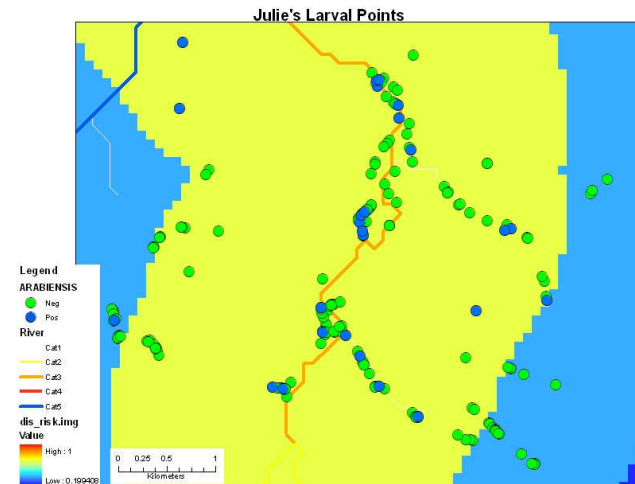 Julie's Larval Points
Legend
ARABIENSIS
Neg
Pos
River
Cat1
Cat2
Cat3
Cat4
Cat5
dis_risk.img
Value
High : 1
Low : 0.199408
0 0.25 0.5 1
Kilometers